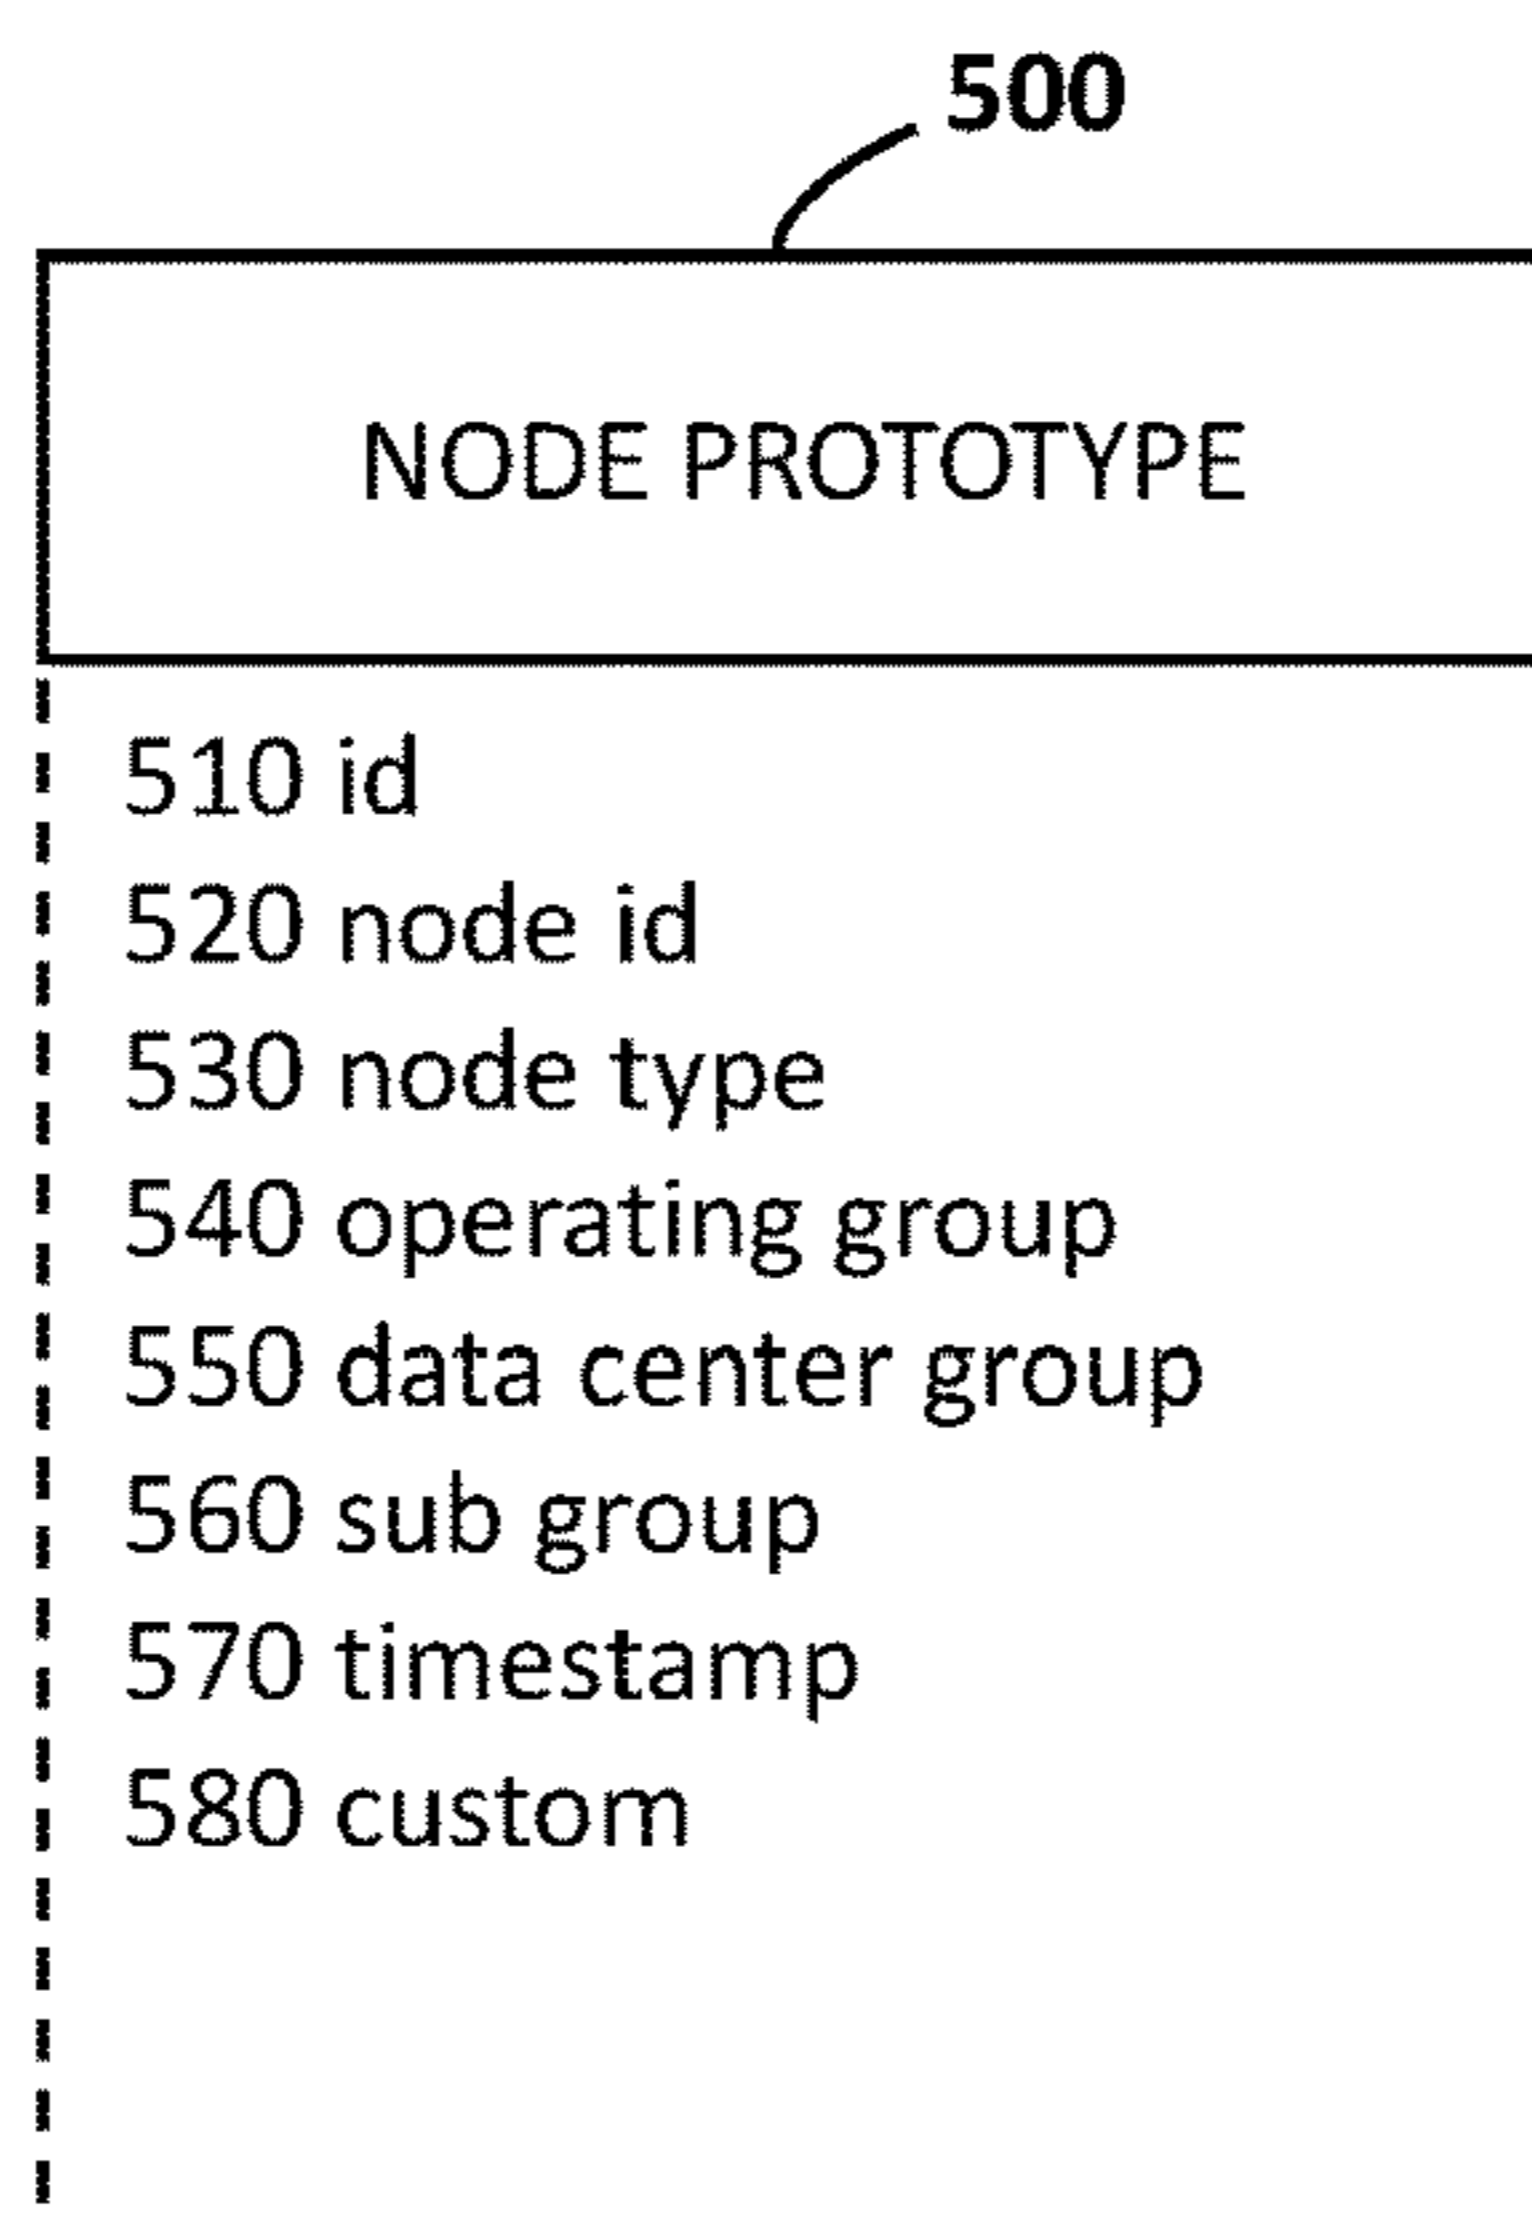 500
NODE PROTOTYPE
510 id
520 node id
530 node type
540 operating group
550 data center group
560 sub group
570 timestamp
580 custom